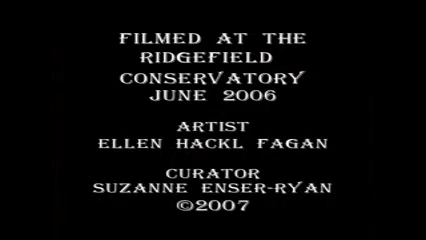 FILMED AT THE
RIDGEFIELD
CONSERVATORY
JUNE 2006
ARTIST
ELLEN HACKL FAGAN
CURATOR
SUZANNE ENSER-RYAN
©2007